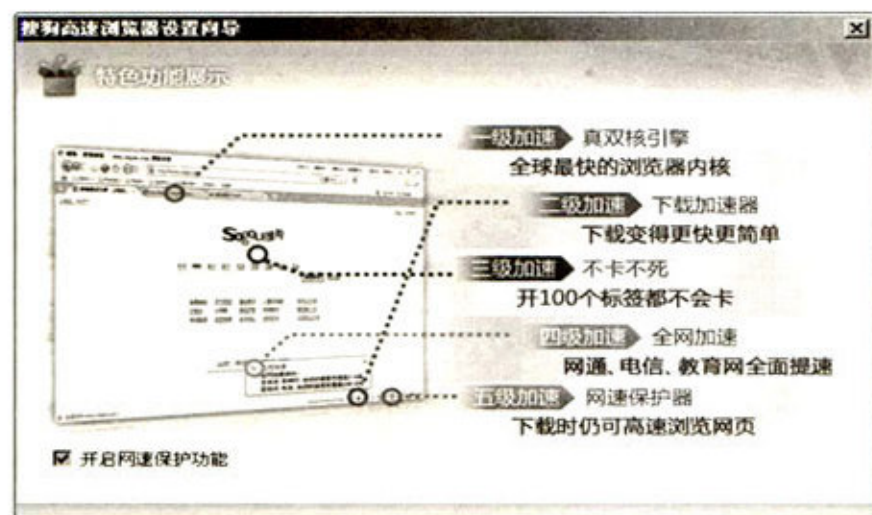 搜狗高速浏览器设置向导
特色功能展示
一级加速 真双核引擎
全球最快的浏览器内核
二级加速 下载加速器
下载变得更快更简单
三级加速 不卡不死
开100个标签都不会卡
四级加速 全网加速
网通、电信、教育网全面提速
五级加速 网速保护器
下载时仍可高速浏览网页
开启网速保护功能